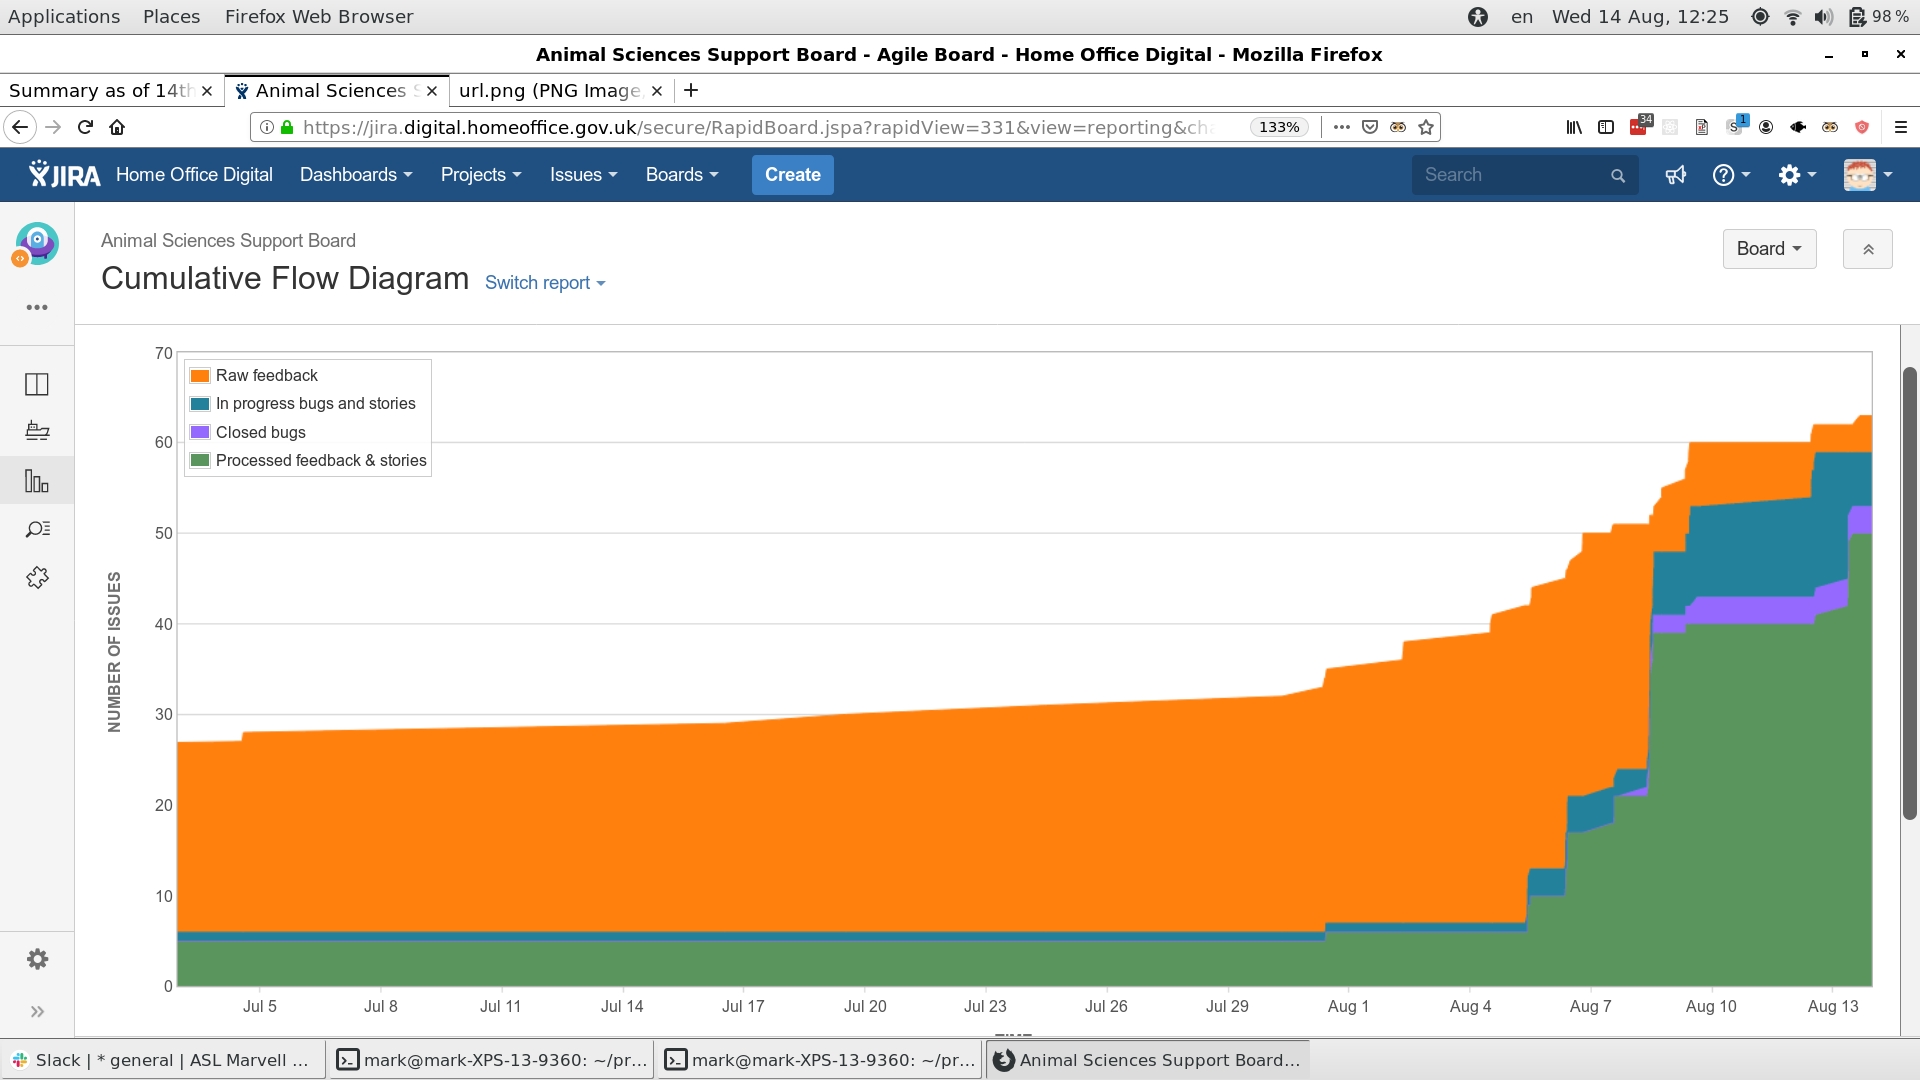 Applications Places Firefox Web Browser en Wed 14 Aug, 12:25 98 %
Animal Sciences Support Board - Agile Board - Home Office Digital - Mozilla Firefox
Summary as of 14th Animal Sciences S url.png (PNG Image,
https://jira.digital.homeoffice.gov.uk/secure/RapidBoard.jspa?rapidView=331&view=reporting&cha 133% 34 1
JIRA Home Office Digital Dashboards Projects Issues Boards Create Search
Animal Sciences Support Board
Cumulative Flow Diagram Switch report
Board
70
Raw feedback
In progress bugs and stories
Closed bugs
Processed feedback & stories
60
50
40
30
20
10
0
NUMBER OF ISSUES
Jul 5 Jul 8 Jul 11 Jul 14 Jul 17 Jul 20 Jul 23 Jul 26 Jul 29 Aug 1 Aug 4 Aug 7 Aug 10 Aug 13
Slack | * general | ASL Marvell ... mark@mark-XPS-13-9360: ~/pr... mark@mark-XPS-13-9360: ~/pr... Animal Sciences Support Board...